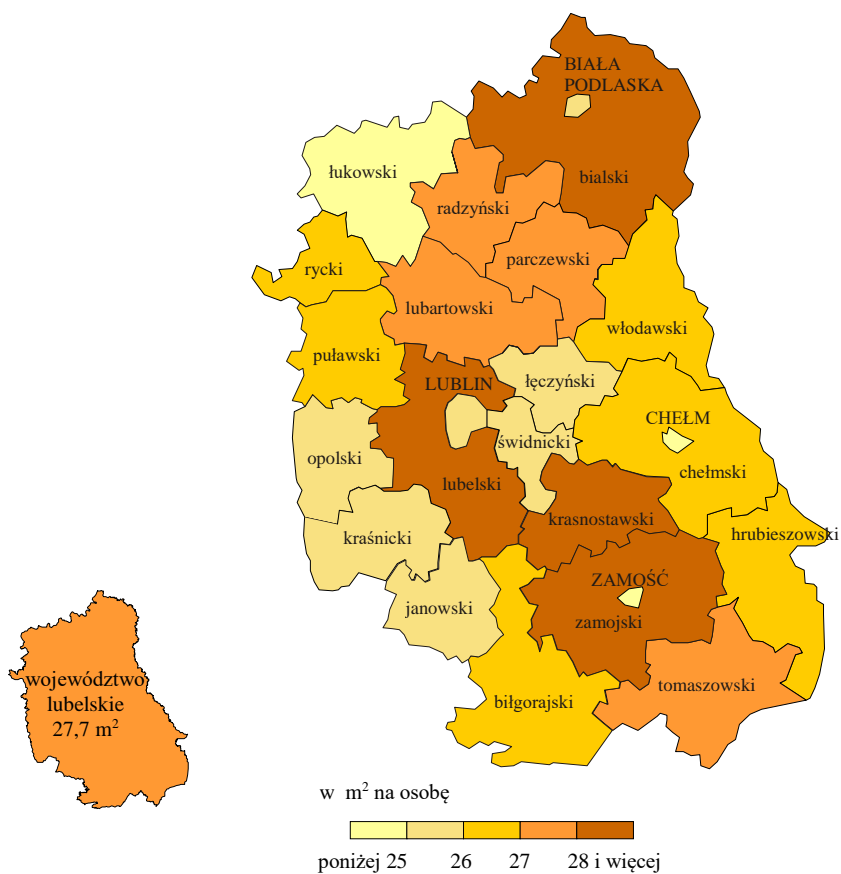 BIAŁA
PODLASKA
łukowski
bialski
radzyński
parczewski
rycki
lubartowski
włodawski
puławski
łęczyński
LUBLIN
CHEŁM
świdnicki
opolski
chełmski
lubelski
krasnostawski
hrubieszowski
kraśnicki
ZAMOŚĆ
janowski
zamojski
tomaszowski
biłgorajski
województwo
lubelskie
27,7 m²
w m² na osobę
poniżej 25 26 27 28 i więcej